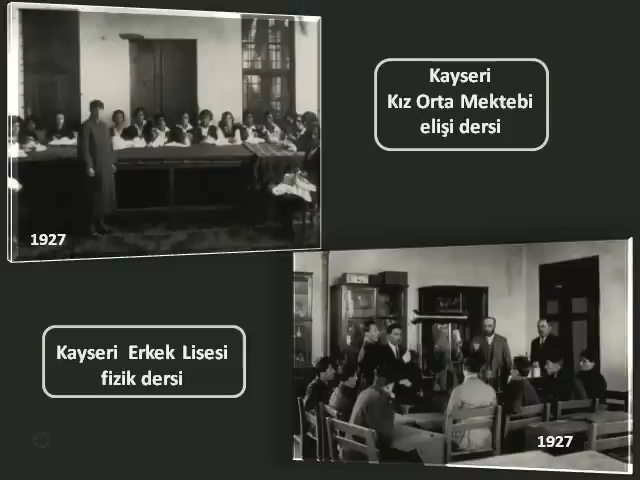 Kayseri
Kız Orta Mektebi
elişi dersi
1927
Kayseri Erkek Lisesi
fizik dersi
1927